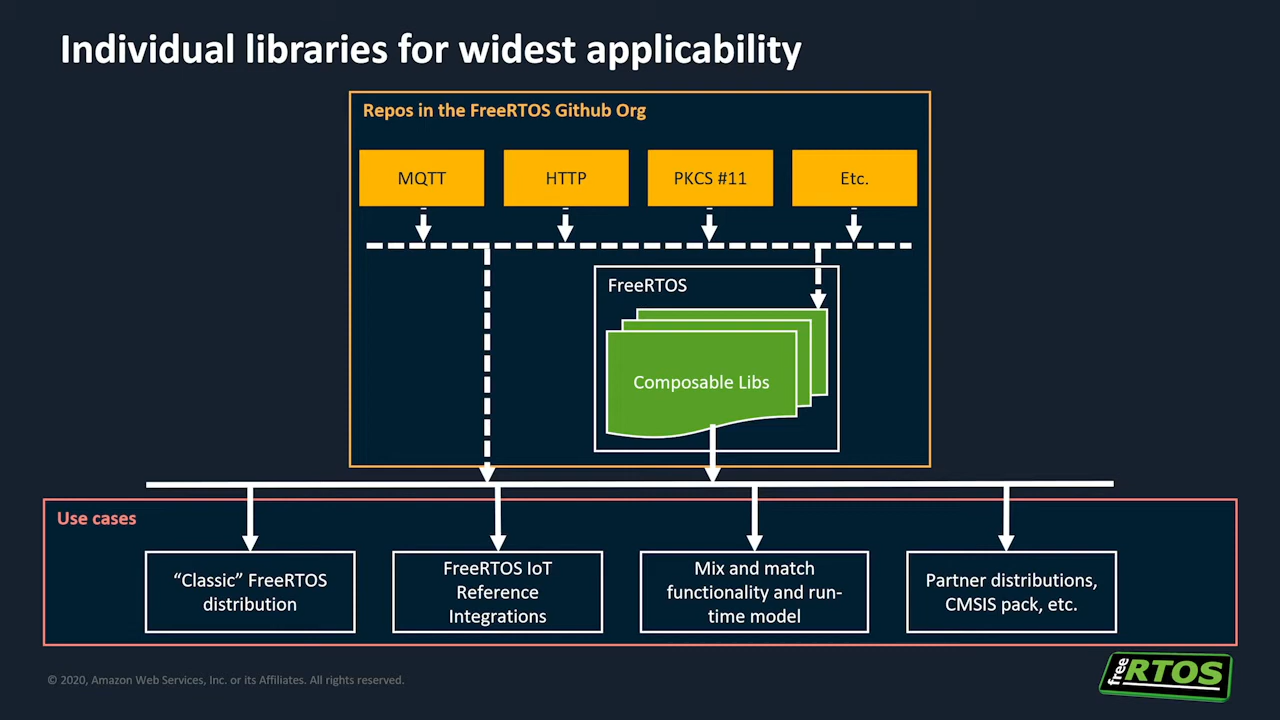 Individual libraries for widest applicability
Repos in the FreeRTOS Github Org
MQTT
HTTP
PKCS #11
Etc.
FreeRTOS
Composable Libs
Use cases
“Classic” FreeRTOS
distribution
FreeRTOS IoT
Reference
Integrations
Mix and match
functionality and run-
time model
Partner distributions,
CMSIS pack, etc.
© 2020, Amazon Web Services, Inc. or its Affiliates. All rights reserved.
free RTOS